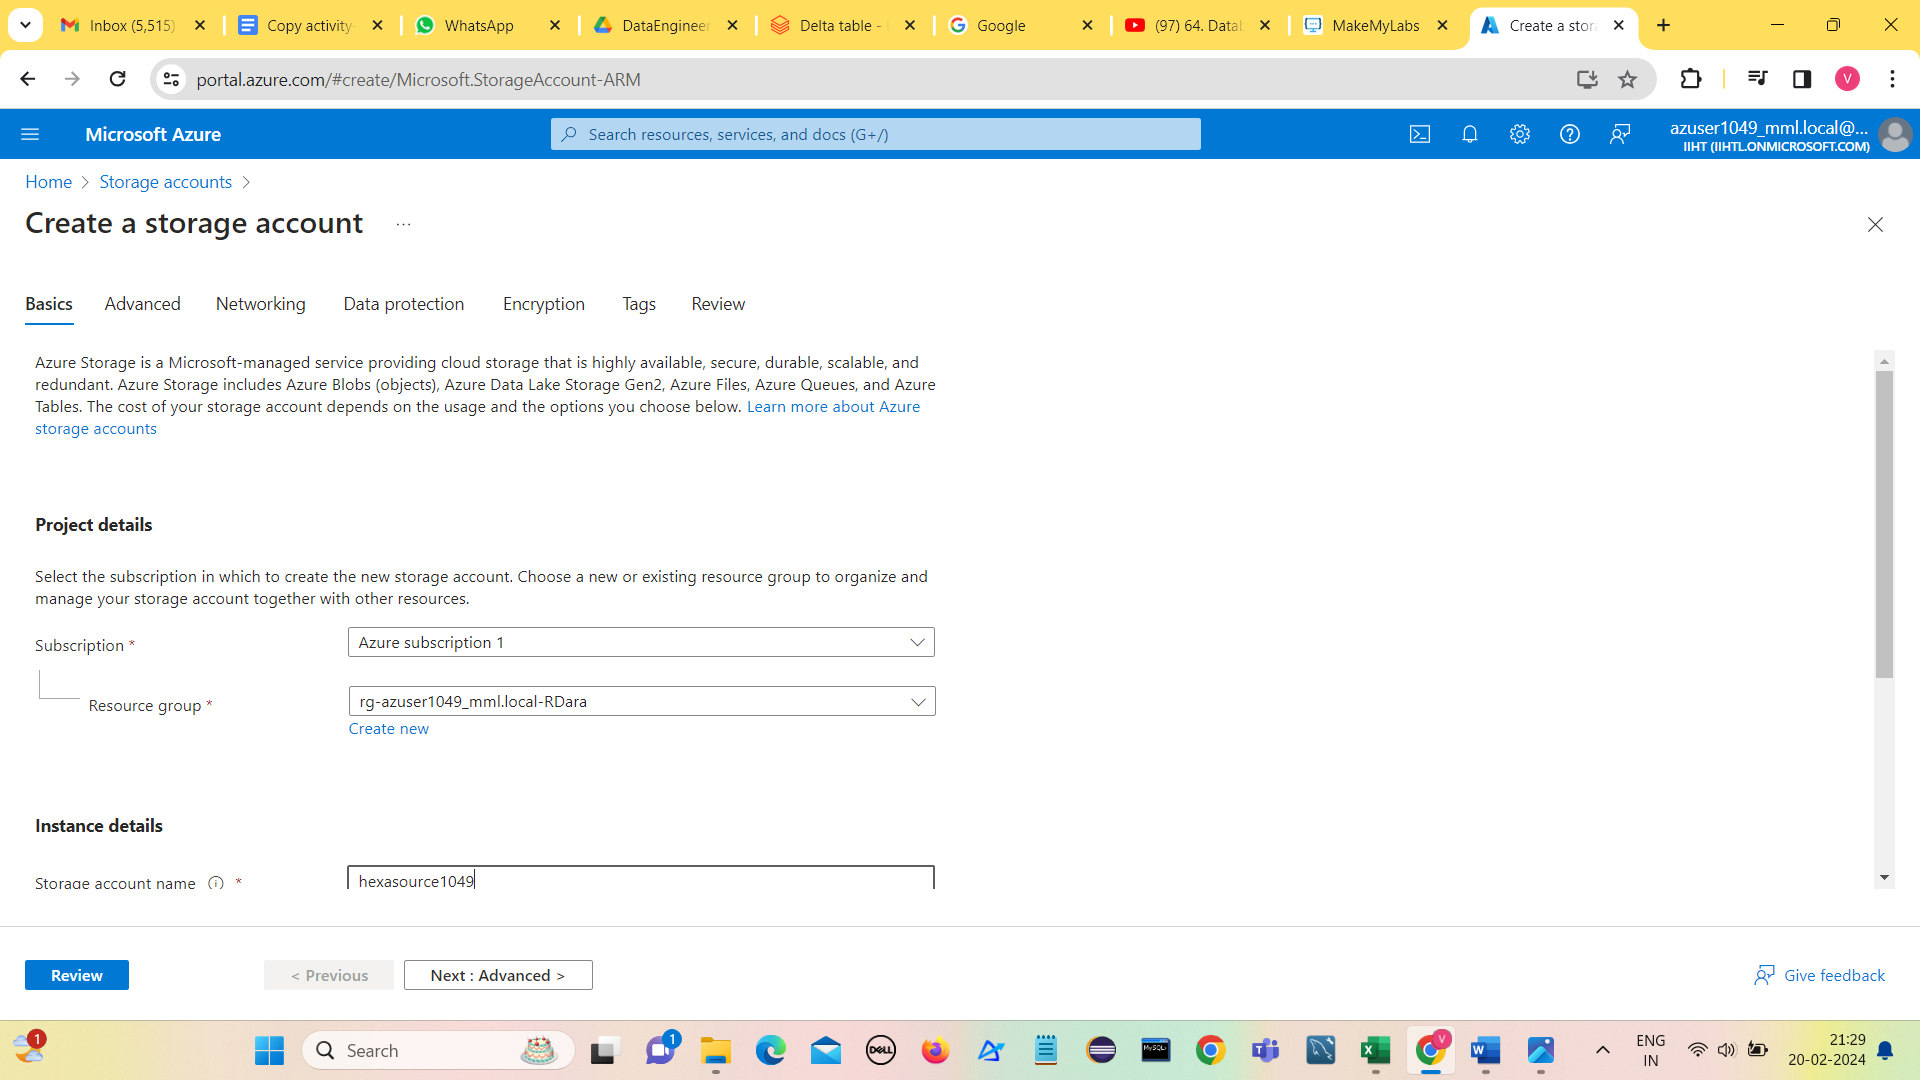 Inbox (5,515)
Copy activity
WhatsApp
DataEngineer
Delta table -
Google
(97) 64. Datab
MakeMyLabs
Create a stor
portal.azure.com/#create/Microsoft.StorageAccount-ARM
V
Microsoft Azure
Search resources, services, and docs (G+/)
azuser1049_mml.local@...
IIHT (IIHTL.ONMICROSOFT.COM)
Home > Storage accounts >
Create a storage account ...
Basics
Advanced
Networking
Data protection
Encryption
Tags
Review
Azure Storage is a Microsoft-managed service providing cloud storage that is highly available, secure, durable, scalable, and
redundant. Azure Storage includes Azure Blobs (objects), Azure Data Lake Storage Gen2, Azure Files, Azure Queues, and Azure
Tables. The cost of your storage account depends on the usage and the options you choose below. Learn more about Azure
storage accounts
Project details
Select the subscription in which to create the new storage account. Choose a new or existing resource group to organize and
manage your storage account together with other resources.
Subscription *
Azure subscription 1
Resource group *
rg-azuser1049_mml.local-RDara
Create new
Instance details
Storage account name *
hexasource1049
Review
< Previous
Next : Advanced >
Give feedback
1
Search
1
DELL
MySQL
V
ENG
IN
21:29
20-02-2024